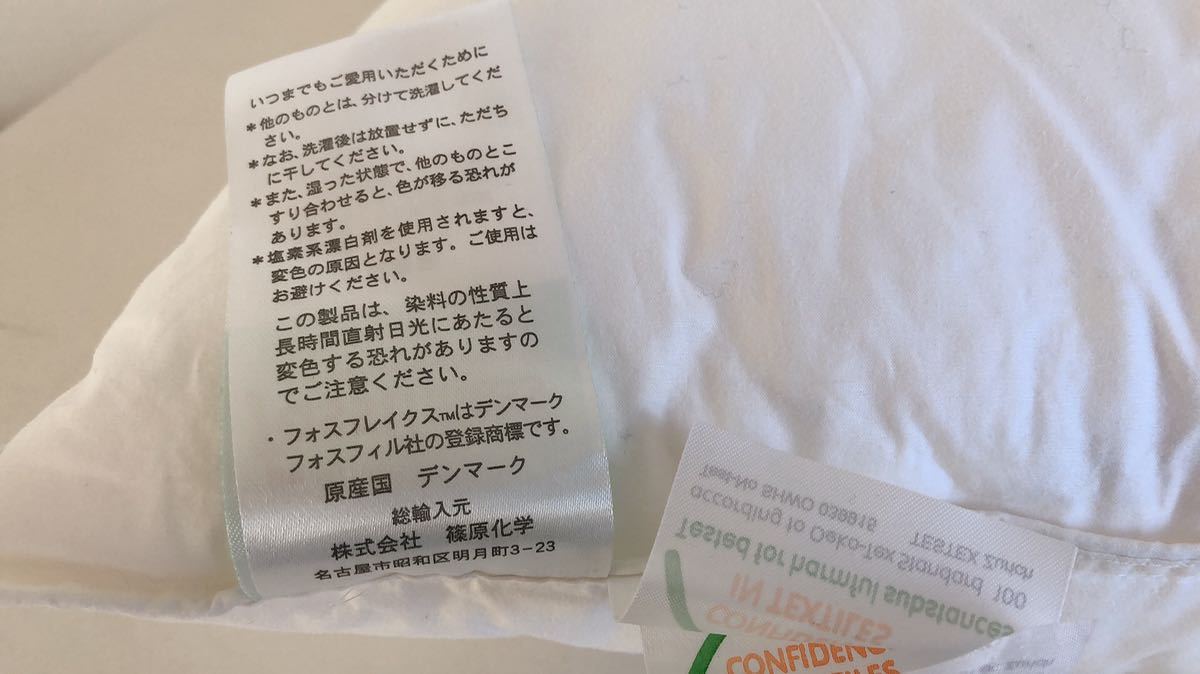 いつまでもご愛用いただくために
*他のものとは、分けて洗濯してくだ
さい。
*なお、洗濯後は放置せずに、ただち
に干してください。
*また、湿った状態で、他のものとこ
すり合わせると、色が移る恐れが
あります。
*塩素系漂白剤を使用されますと、
変色の原因となります。ご使用は
お避けください。
この製品は、染料の性質上
長時間直射日光にあたると
変色する恐れがありますの
でご注意ください。
・フォスフレイクス™はデンマーク
フォスフィル社の登録商標です。
原産国 デンマーク
総輸入元
株式会社 篠原化学
名古屋市昭和区明月町3-23
CONFIDENCE
IN TEXTILES
Tested for harmful substances
according to Oeko-Tex Standard 100
Test-No SHWO 039915 TESTEX Zurich
CONFIDEN
Zurich